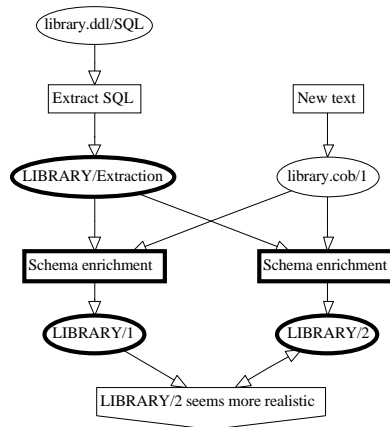 library.ddl/SQL
Extract SQL
New text
LIBRARY/Extraction
library.cob/1
Schema enrichment
Schema enrichment
LIBRARY/1
LIBRARY/2
LIBRARY/2 seems more realistic